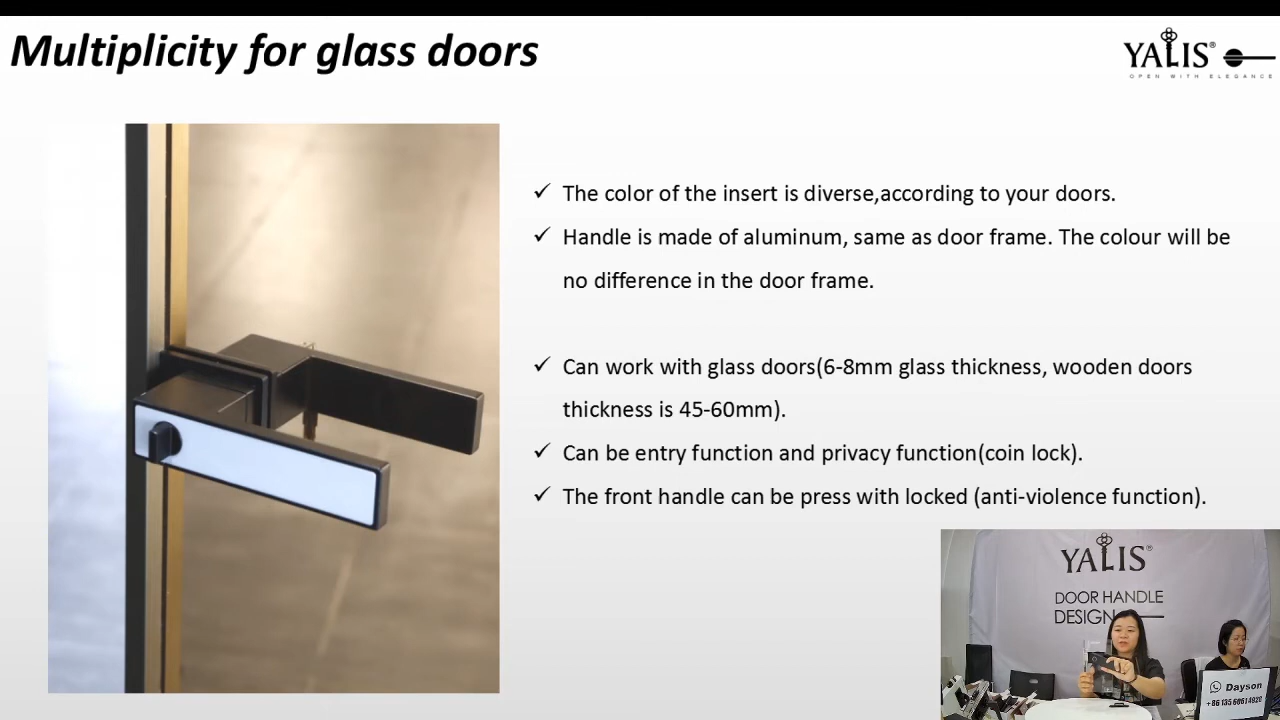 Multiplicity for glass doors
YALIS®
OPEN WITH ELEGANCE
✓ The color of the insert is diverse,according to your doors.
✓ Handle is made of aluminum, same as door frame. The colour will be
no difference in the door frame.
✓ Can work with glass doors(6-8mm glass thickness, wooden doors
thickness is 45-60mm).
✓ Can be entry function and privacy function(coin lock).
✓ The front handle can be press with locked (anti-violence function).
YALIS®
DOOR HANDLE
DESIGN
Dayson
+86 13560614920